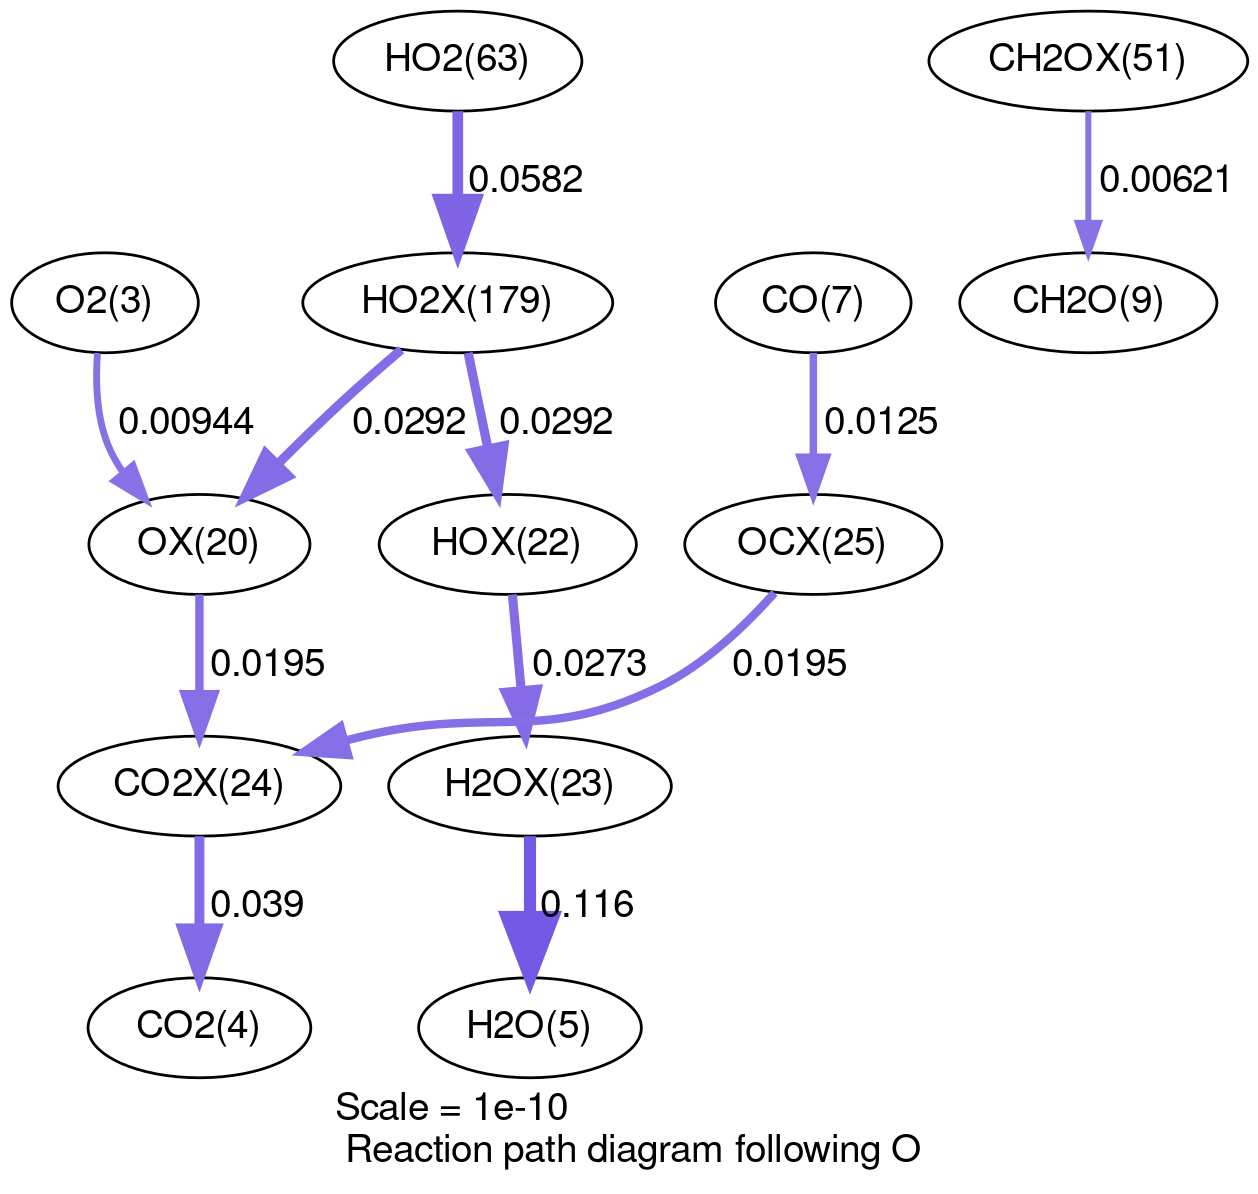 HO2(63)
CH2OX(51)
0.0582
0.00621
O2(3)
HO2X(179)
CO(7)
CH2O(9)
0.00944
0.0292
0.0292
0.0125
OX(20)
HOX(22)
OCX(25)
0.0195
0.0273
0.0195
CO2X(24)
H2OX(23)
0.039
0.116
CO2(4)
H2O(5)
Scale = 1e-10
Reaction path diagram following O